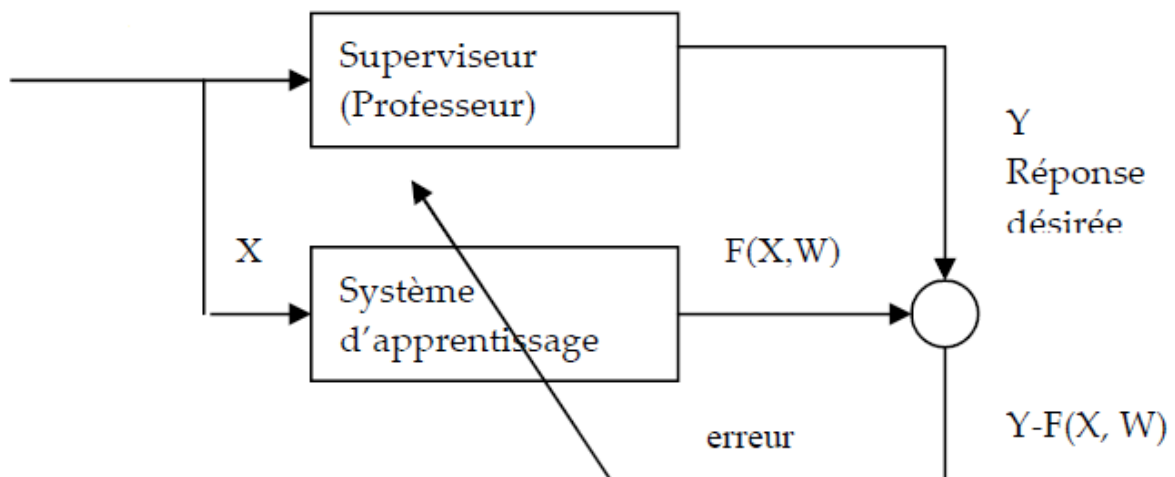 Superviseur
(Professeur)
Y
Réponse
désirée
X
F(X,W)
Système
d'apprentissage
erreur
Y-F(X, W)